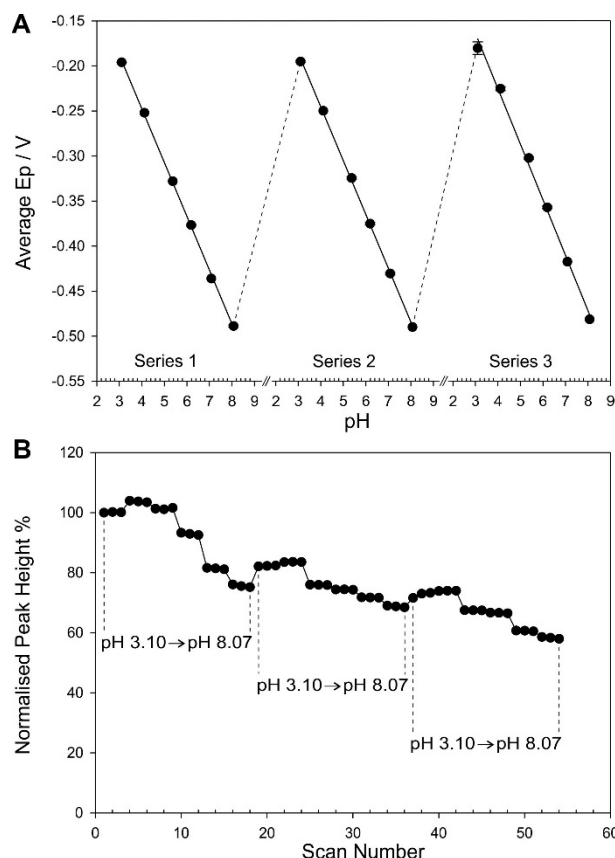 A
Average Ep / V
-0.15
-0.20
-0.25
-0.30
-0.35
-0.40
-0.45
-0.50
-0.55
Series 1 Series 2 Series 3
2 3 4 5 6 7 8 9 2 3 4 5 6 7 8 9 2 3 4 5 6 7 8 9
pH
B
Normalised Peak Height %
120
100
80
60
40
20
0
pH 3.10→pH 8.07
pH 3.10→pH 8.07
pH 3.10→pH 8.07
0 10 20 30 40 50 60
Scan Number